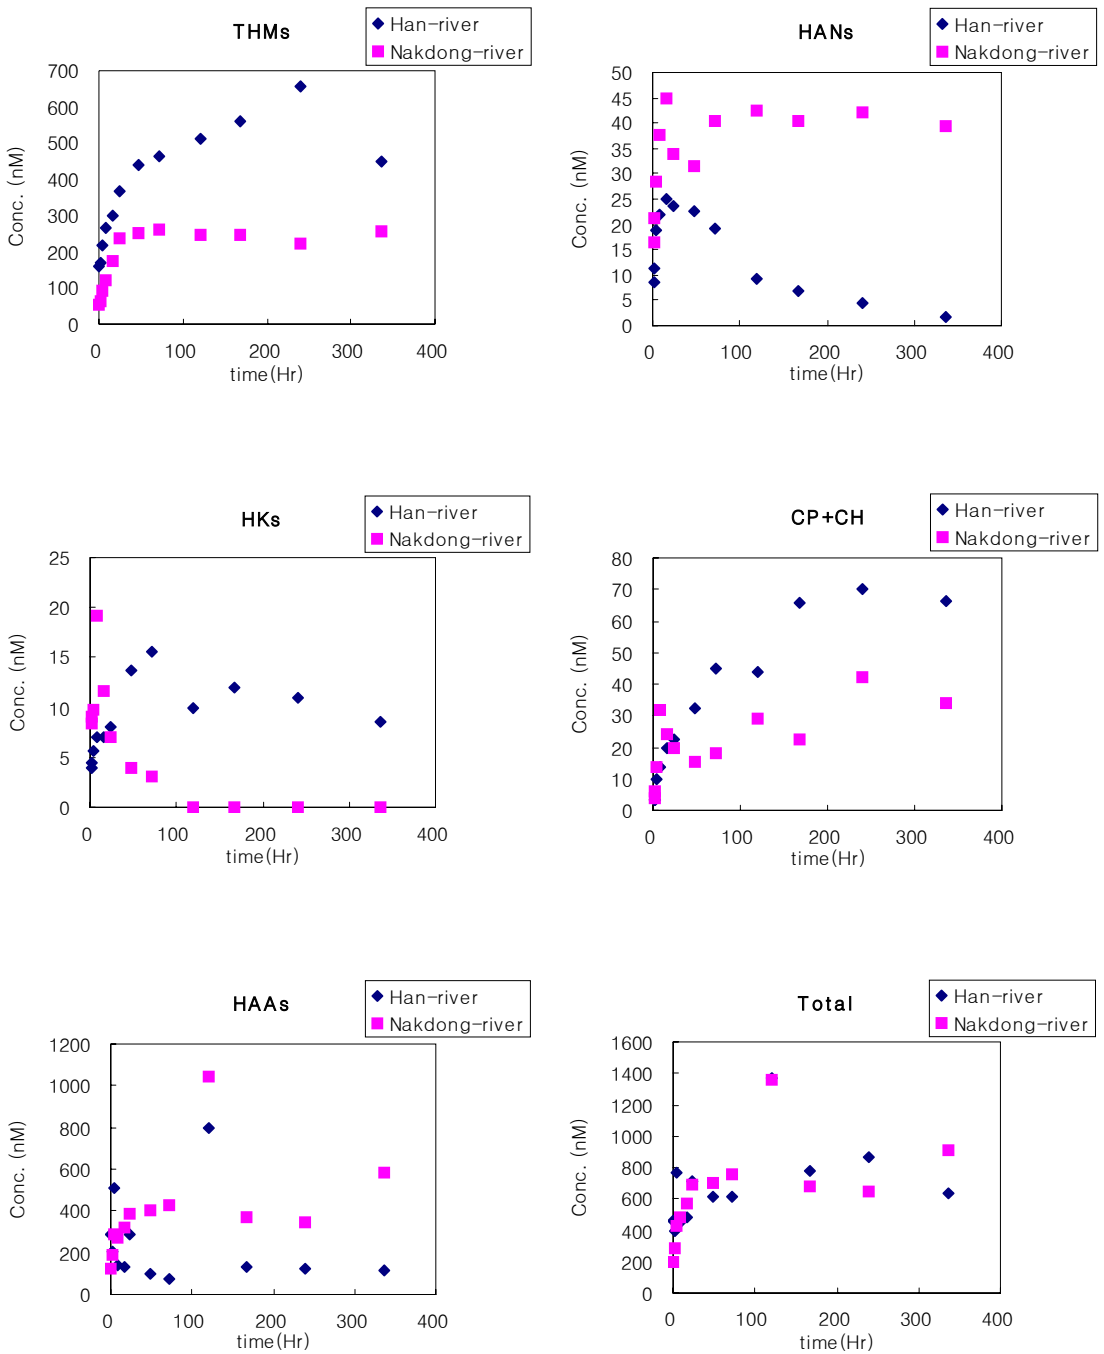 THMs
Han-river
Nakdong-river
700
600
500
400
300
200
100
0
Conc. (nM)
0 100 200 300 400
time(Hr)
HANs
Han-river
Nakdong-river
50
45
40
35
30
25
20
15
10
5
0
Conc. (nM)
0 100 200 300 400
time(Hr)
HKs
Han-river
Nakdong-river
25
20
15
10
5
0
Conc. (nM)
0 100 200 300 400
time(Hr)
CP+CH
Han-river
Nakdong-river
80
70
60
50
40
30
20
10
0
Conc. (nM)
0 100 200 300 400
time(Hr)
HAAs
Han-river
Nakdong-river
1200
1000
800
600
400
200
0
Conc. (nM)
0 100 200 300 400
time(Hr)
Total
Han-river
Nakdong-river
1600
1400
1200
1000
800
600
400
200
0
Conc. (nM)
0 100 200 300 400
time(Hr)